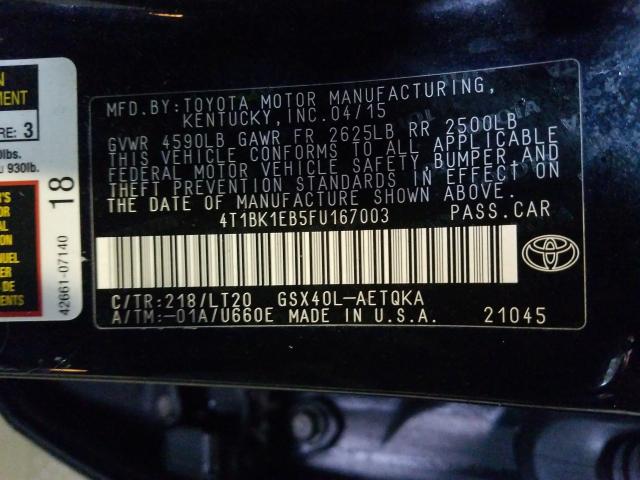 MFD.BY:TOYOTA MOTOR MANUFACTURING,
KENTUCKY, INC.04/15
GVWR 4590LB GAWR FR 2625LB RR 2500LB
THIS VEHICLE CONFORMS TO ALL APPLICABLE
FEDERAL MOTOR VEHICLE SAFETY,BUMPER,AND
THEFT PREVENTION STANDARDS IN EFFECT ON
THE DATE OF MANUFACTURE SHOWN ABOVE.
4T1BK1EB5FU167003 PASS.CAR
C/TR:218/LT20 GSX40L-AETQKA
A/TM:-01A/U660E MADE IN U.S.A. 21045
TOYOTA
3
930lb.
18
42661-07140